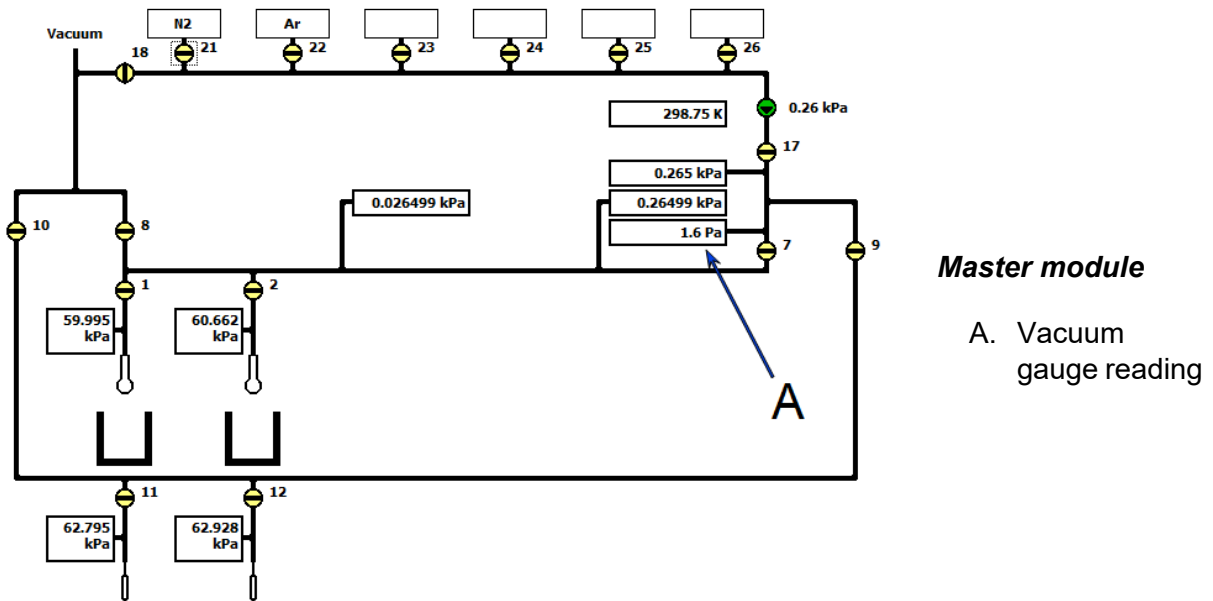 N2
Ar
Vacuum
18
21
22
23
24
25
26
298.75 K
0.26 kPa
17
0.265 kPa
0.026499 kPa
0.26499 kPa
10
8
1.6 Pa
7
9
Master module
1
2
59.995
kPa
60.662
kPa
A. Vacuum
gauge reading
A
11
12
62.795
kPa
62.928
kPa